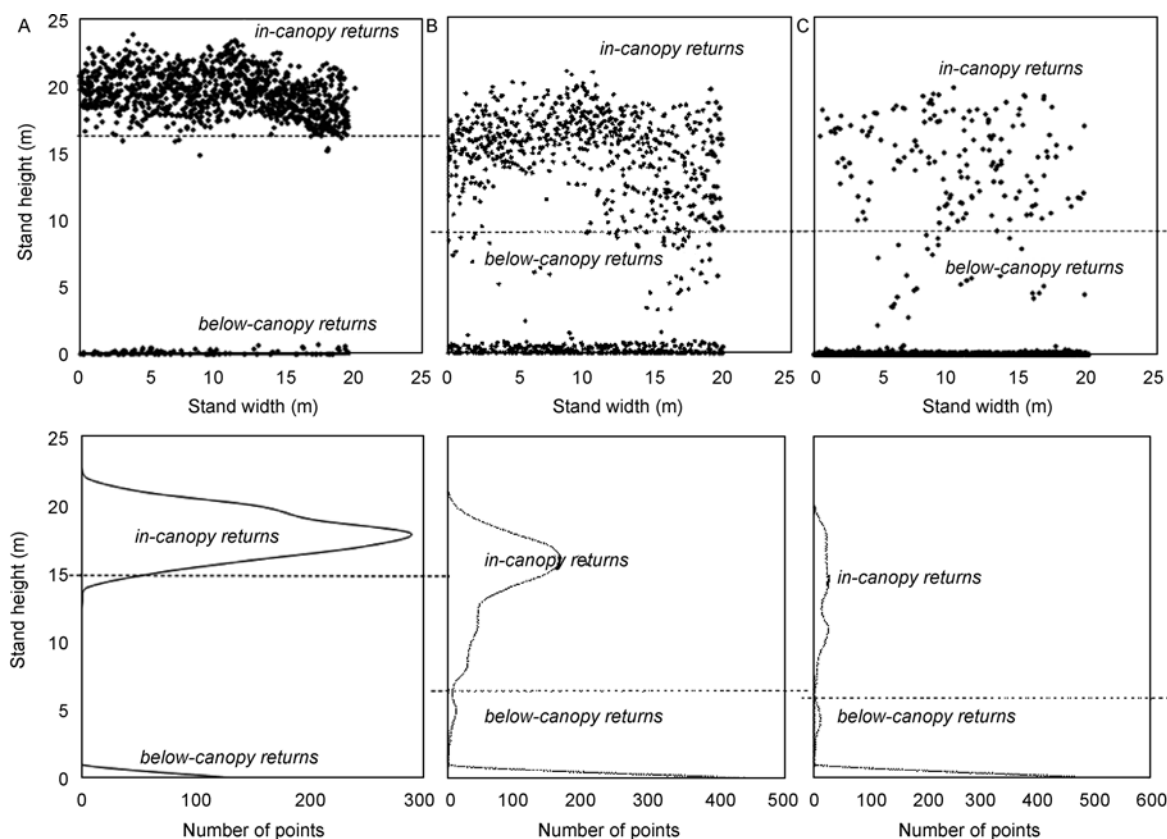 A
B
C
25
20
15
10
5
0
Stand height (m)
in-canopy returns
below-canopy returns
0 5 10 15 20 25
Stand width (m)
in-canopy returns
below-canopy returns
0 5 10 15 20 25
Stand width (m)
in-canopy returns
below-canopy returns
0 5 10 15 20 25
Stand width (m)
25
20
15
10
5
0
Stand height (m)
in-canopy returns
below-canopy returns
0 100 200 300
Number of points
in-canopy returns
below-canopy returns
0 100 200 300 400 500
Number of points
in-canopy returns
below-canopy returns
0 100 200 300 400 500 600
Number of points